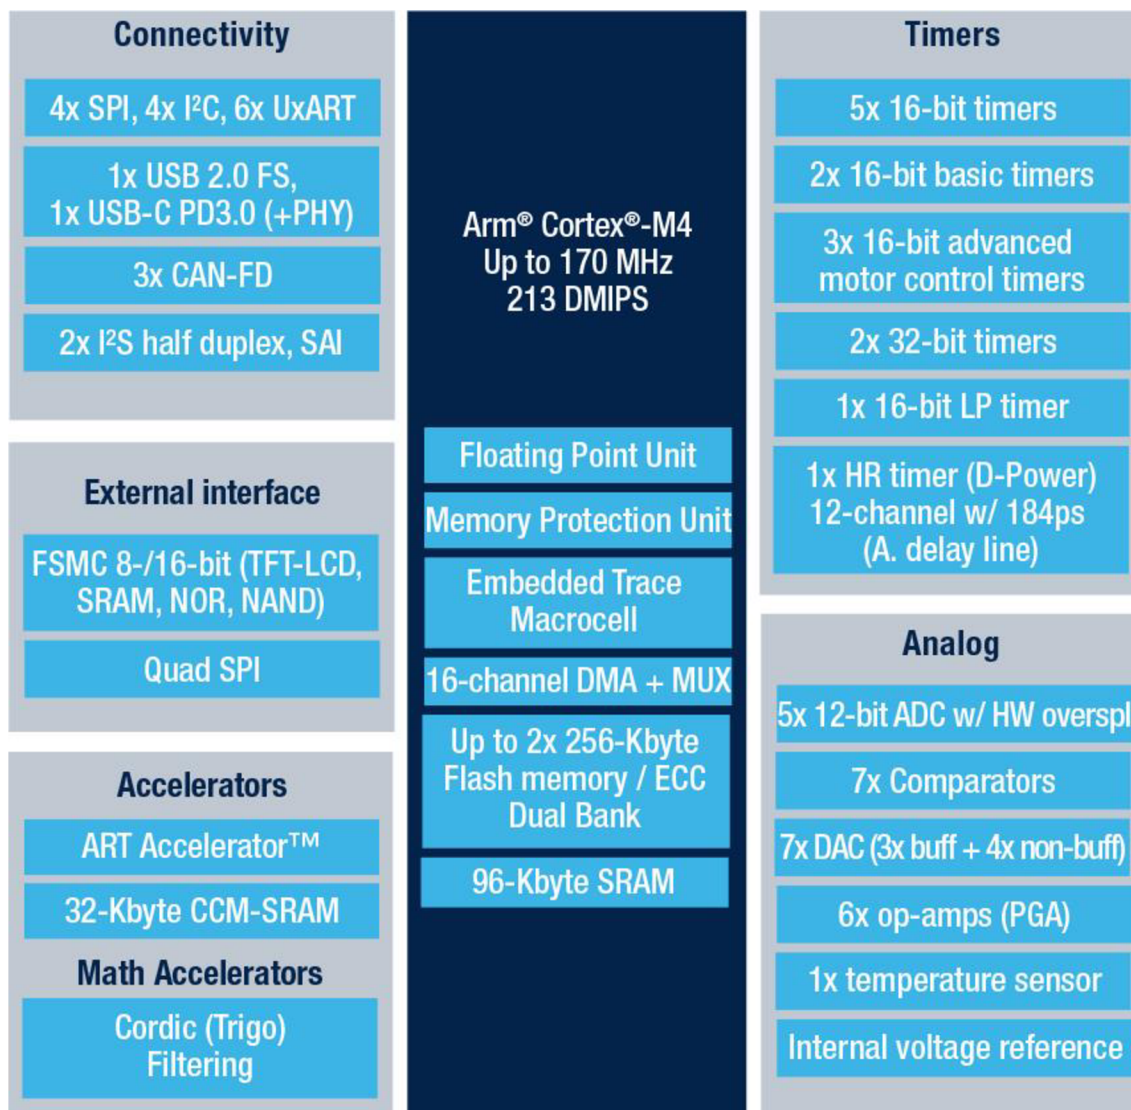 Connectivity
4x SPI, 4x I²C, 6x UxART
1x USB 2.0 FS,
1x USB-C PD3.0 (+PHY)
3x CAN-FD
2x I²S half duplex, SAI
External interface
FSMC 8-/16-bit (TFT-LCD,
SRAM, NOR, NAND)
Quad SPI
Accelerators
ART Accelerator™
32-Kbyte CCM-SRAM
Math Accelerators
Cordic (Trigo)
Filtering
Arm® Cortex®-M4
Up to 170 MHz
213 DMIPS
Floating Point Unit
Memory Protection Unit
Embedded Trace
Macrocell
16-channel DMA + MUX
Up to 2x 256-Kbyte
Flash memory / ECC
Dual Bank
96-Kbyte SRAM
Timers
5x 16-bit timers
2x 16-bit basic timers
3x 16-bit advanced
motor control timers
2x 32-bit timers
1x 16-bit LP timer
1x HR timer (D-Power)
12-channel w/ 184ps
(A. delay line)
Analog
5x 12-bit ADC w/ HW overspl
7x Comparators
7x DAC (3x buff + 4x non-buff)
6x op-amps (PGA)
1x temperature sensor
Internal voltage reference